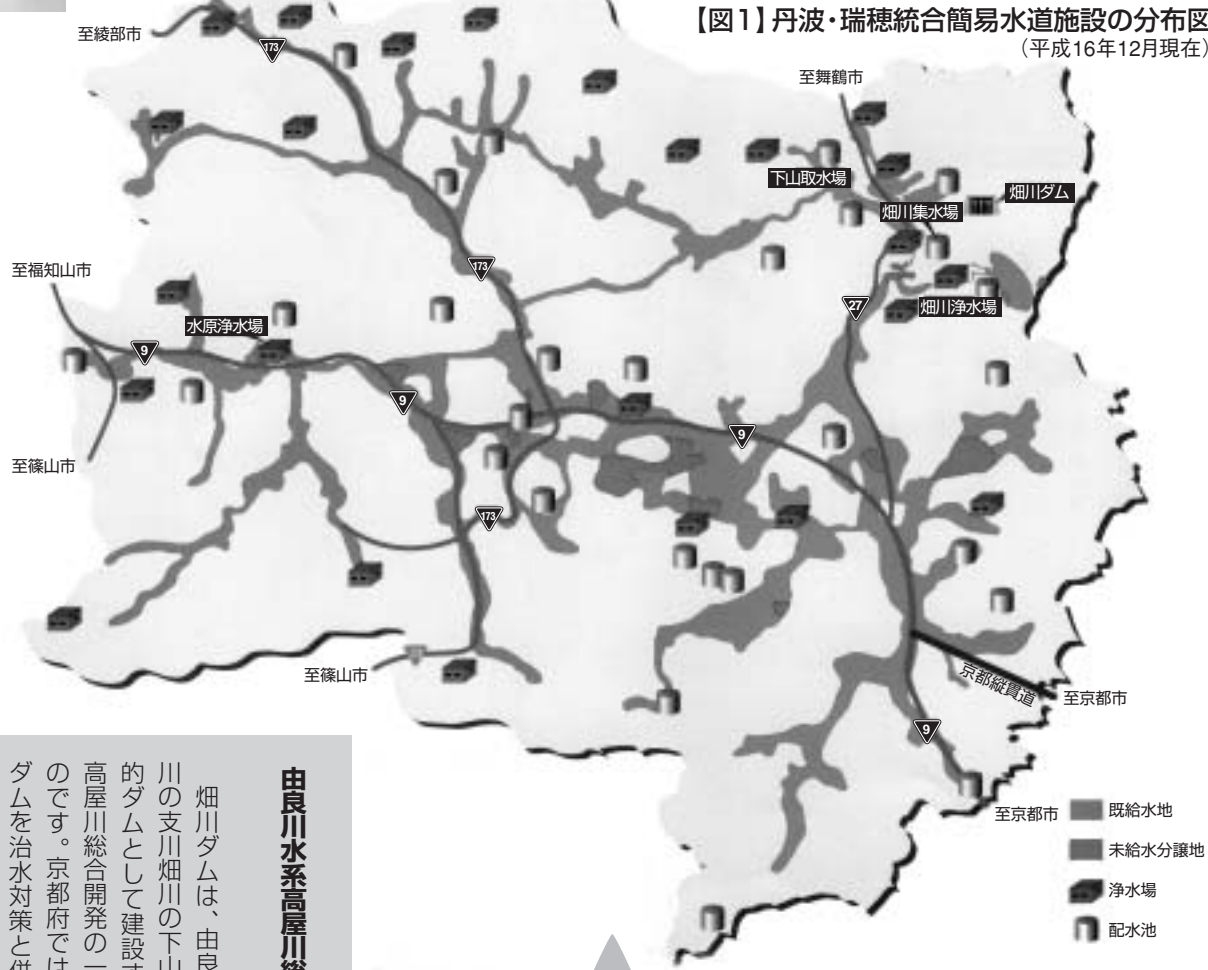 【図1】丹波・瑞穂統合簡易水道施設の分布図
(平成16年12月現在)
至綾部市
173
至舞鶴市
下山取水場
畑川ダム
畑川集水場
至福知山市
173
27
畑川浄水場
水原浄水場
9
9
9
至篠山市
173
至篠山市
京都縦貫道
至京都市
9
至京都市
既給水地
未給水分譲地
浄水場
配水池
由良川水系高屋川総
畑川ダムは、由良
川の支川畑川の下山
的ダムとして建設す
高屋川総合開発の一
のです。京都府では
ダムを治水対策と併